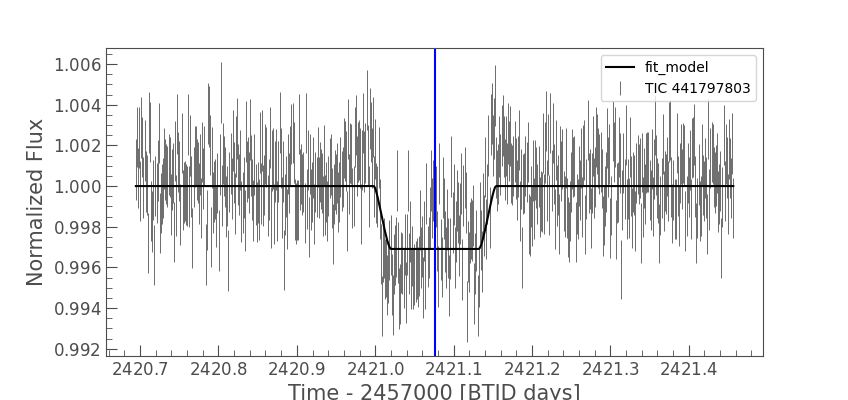 fit_model
TIC 441797803
Normalized Flux
1.006
1.004
1.002
1.000
0.998
0.996
0.994
0.992
2420.7 2420.8 2420.9 2421.0 2421.1 2421.2 2421.3 2421.4
Time - 2457000 [BTJD days]